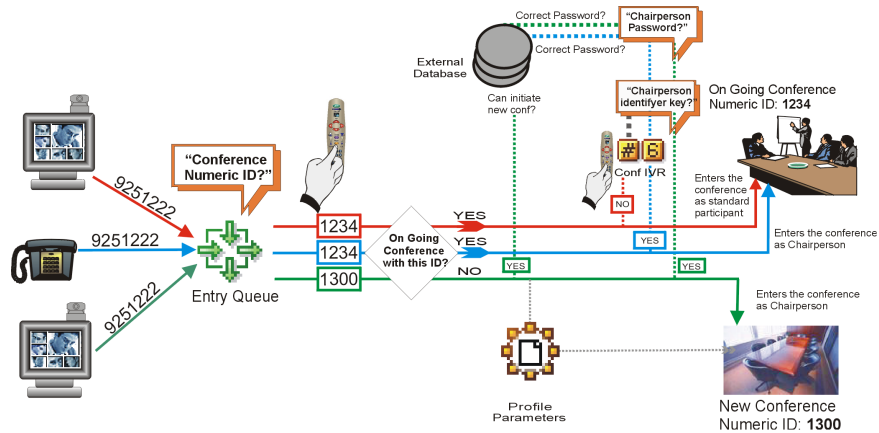 Correct Password?
"Chairperson
Password?"
Correct Password?
External
Database
Can initiate
new conf?
"Chairperson
identifyer key?"
On Going Conference
Numeric ID: 1234
# 6
Conf IVR
"Conference
Numeric ID?"
9251222
9251222
9251222
Entry Queue
1234
1234
1300
On Going
Conference
with this ID?
YES
YES
NO
NO
YES
YES
YES
Enters the
conference
as standard
participant
Enters the conference
as Chairperson
Enters the conference
as Chairperson
Profile
Parameters
New Conference
Numeric ID: 1300